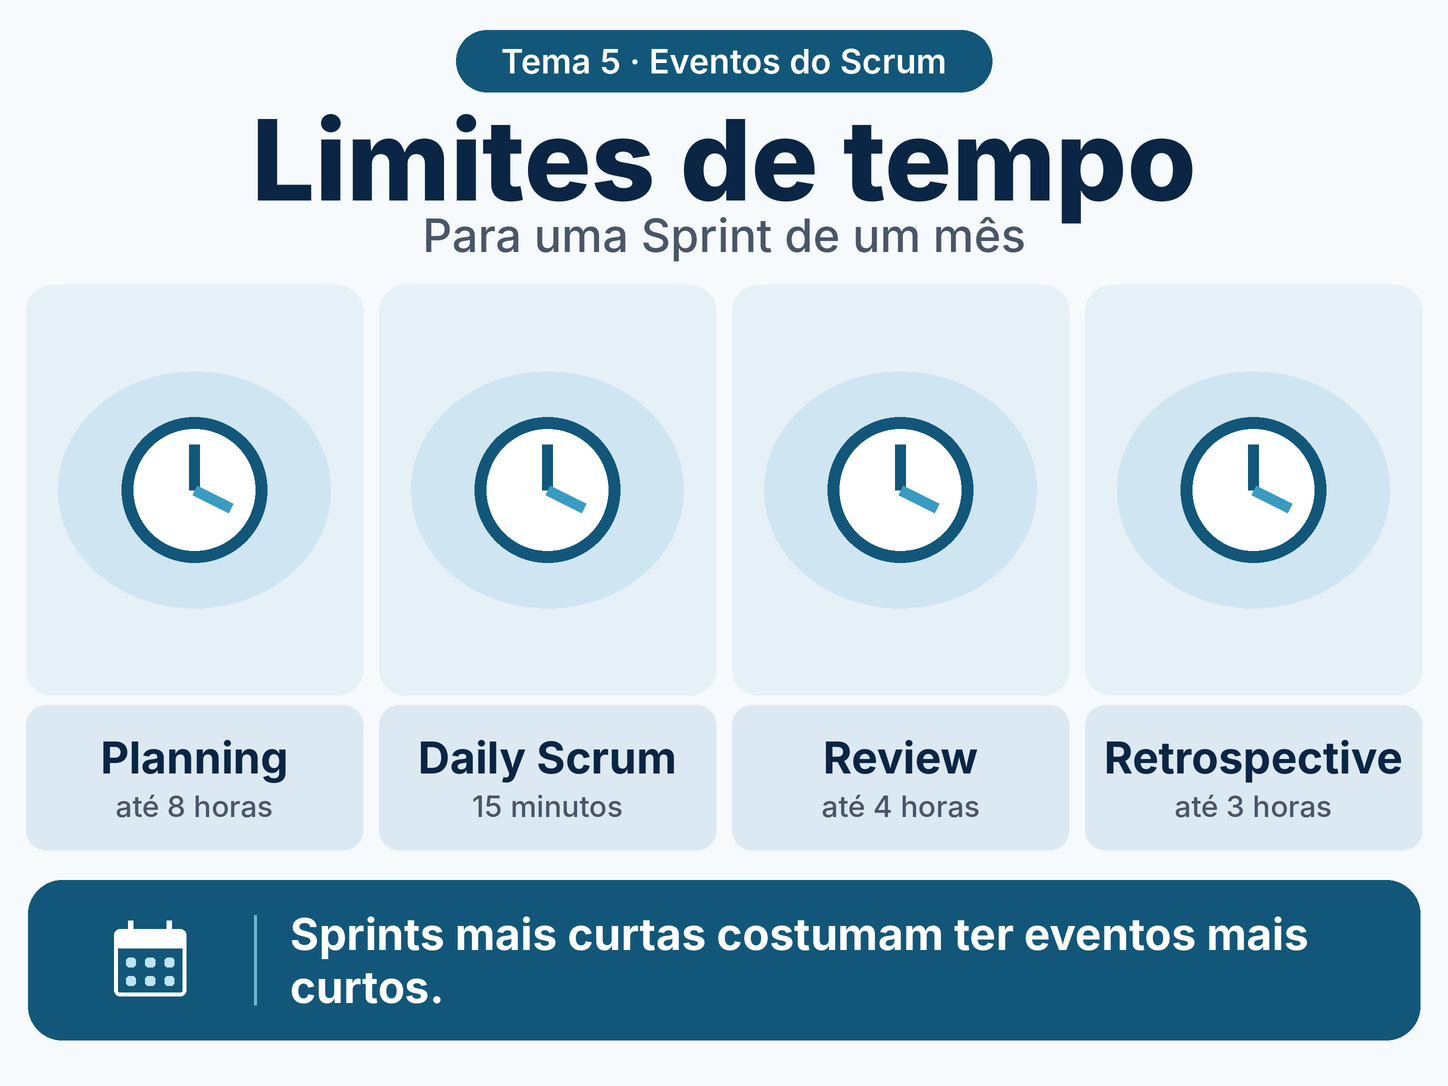 Tema 5 · Eventos do Scrum
Limites de tempo
Para uma Sprint de um mês
Planning
até 8 horas
Daily Scrum
15 minutos
Review
até 4 horas
Retrospective
até 3 horas
Sprints mais curtas costumam ter eventos mais
curtos.